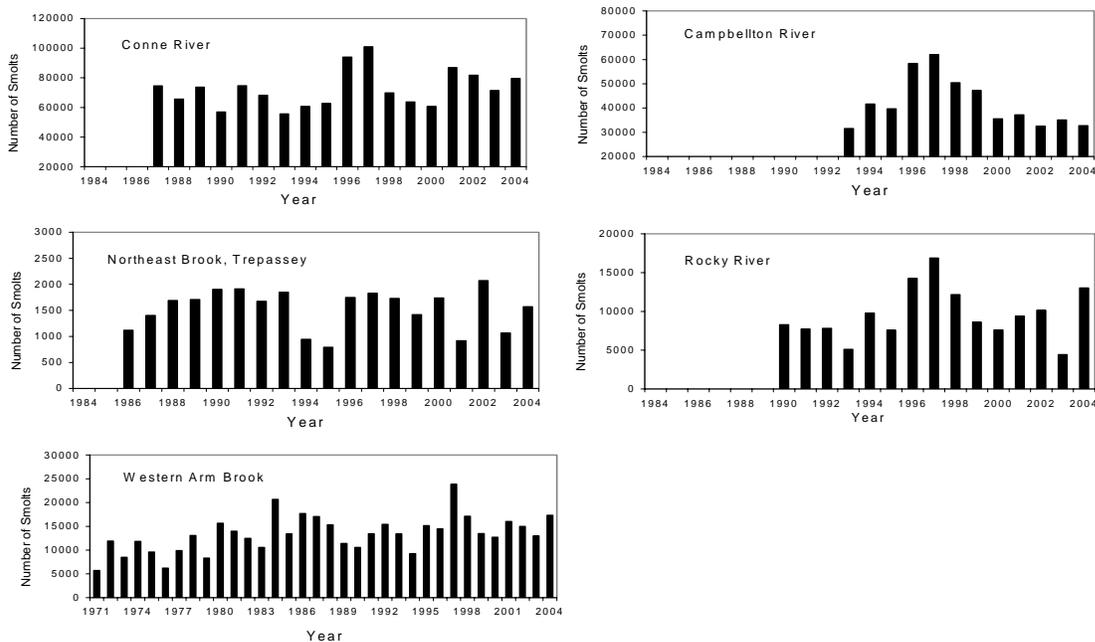 Conne River
Number of Smolts
120000
100000
80000
60000
40000
20000
1984 1986 1988 1990 1992 1994 1996 1998 2000 2002 2004
Year
Campbellton River
Number of Smolts
80000
70000
60000
50000
40000
30000
20000
1984 1986 1988 1990 1992 1994 1996 1998 2000 2002 2004
Year
Northeast Brook, Trepassey
Number of Smolts
3000
2500
2000
1500
1000
500
0
1984 1986 1988 1990 1992 1994 1996 1998 2000 2002 2004
Year
Rocky River
Number of Smolts
20000
15000
10000
5000
0
1984 1986 1988 1990 1992 1994 1996 1998 2000 2002 2004
Year
Western Arm Brook
Number of Smolts
30000
25000
20000
15000
10000
5000
0
1971 1974 1977 1980 1983 1986 1989 1992 1995 1998 2001 2004
Year